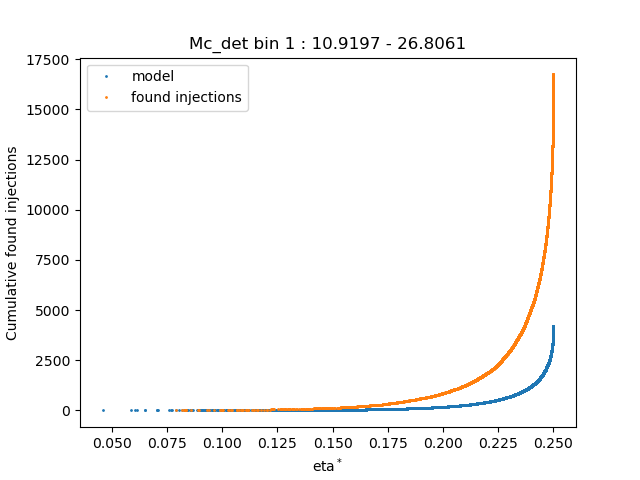 Mc_det bin 1 : 10.9197 - 26.8061
model
found injections
Cumulative found injections
17500
15000
12500
10000
7500
5000
2500
0
0.050 0.075 0.100 0.125 0.150 0.175 0.200 0.225 0.250
eta*